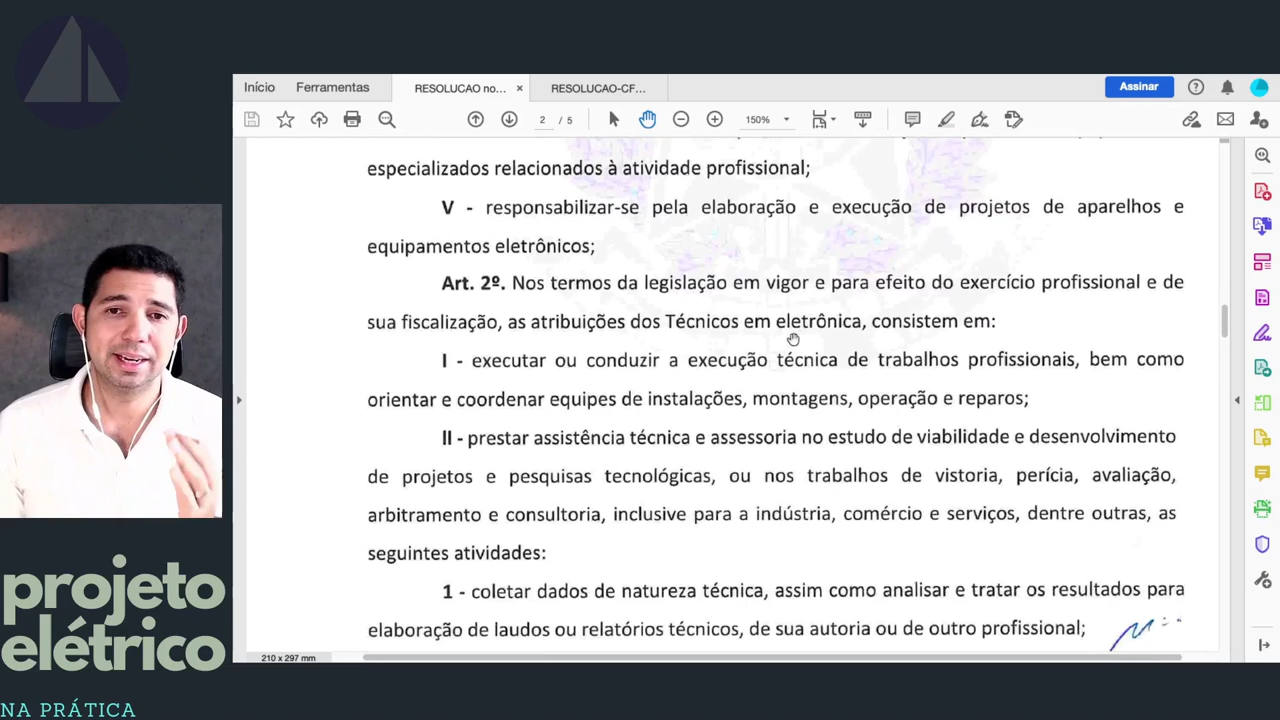 Início Ferramentas RESOLUCAO no... × RESOLUCAO-CF... Assinar
2 / 5 150%
especializados relacionados à atividade profissional;
V - responsabilizar-se pela elaboração e execução de projetos de aparelhos e
equipamentos eletrônicos;
Art. 2º. Nos termos da legislação em vigor e para efeito do exercício profissional e de
sua fiscalização, as atribuições dos Técnicos em eletrônica, consistem em:
I - executar ou conduzir a execução técnica de trabalhos profissionais, bem como
orientar e coordenar equipes de instalações, montagens, operação e reparos;
II - prestar assistência técnica e assessoria no estudo de viabilidade e desenvolvimento
de projetos e pesquisas tecnológicas, ou nos trabalhos de vistoria, perícia, avaliação,
arbitramento e consultoria, inclusive para a indústria, comércio e serviços, dentre outras, as
seguintes atividades:
1 - coletar dados de natureza técnica, assim como analisar e tratar os resultados para
elaboração de laudos ou relatórios técnicos, de sua autoria ou de outro profissional;
210 x 297 mm
projeto
elétrico
NA PRÁTICA